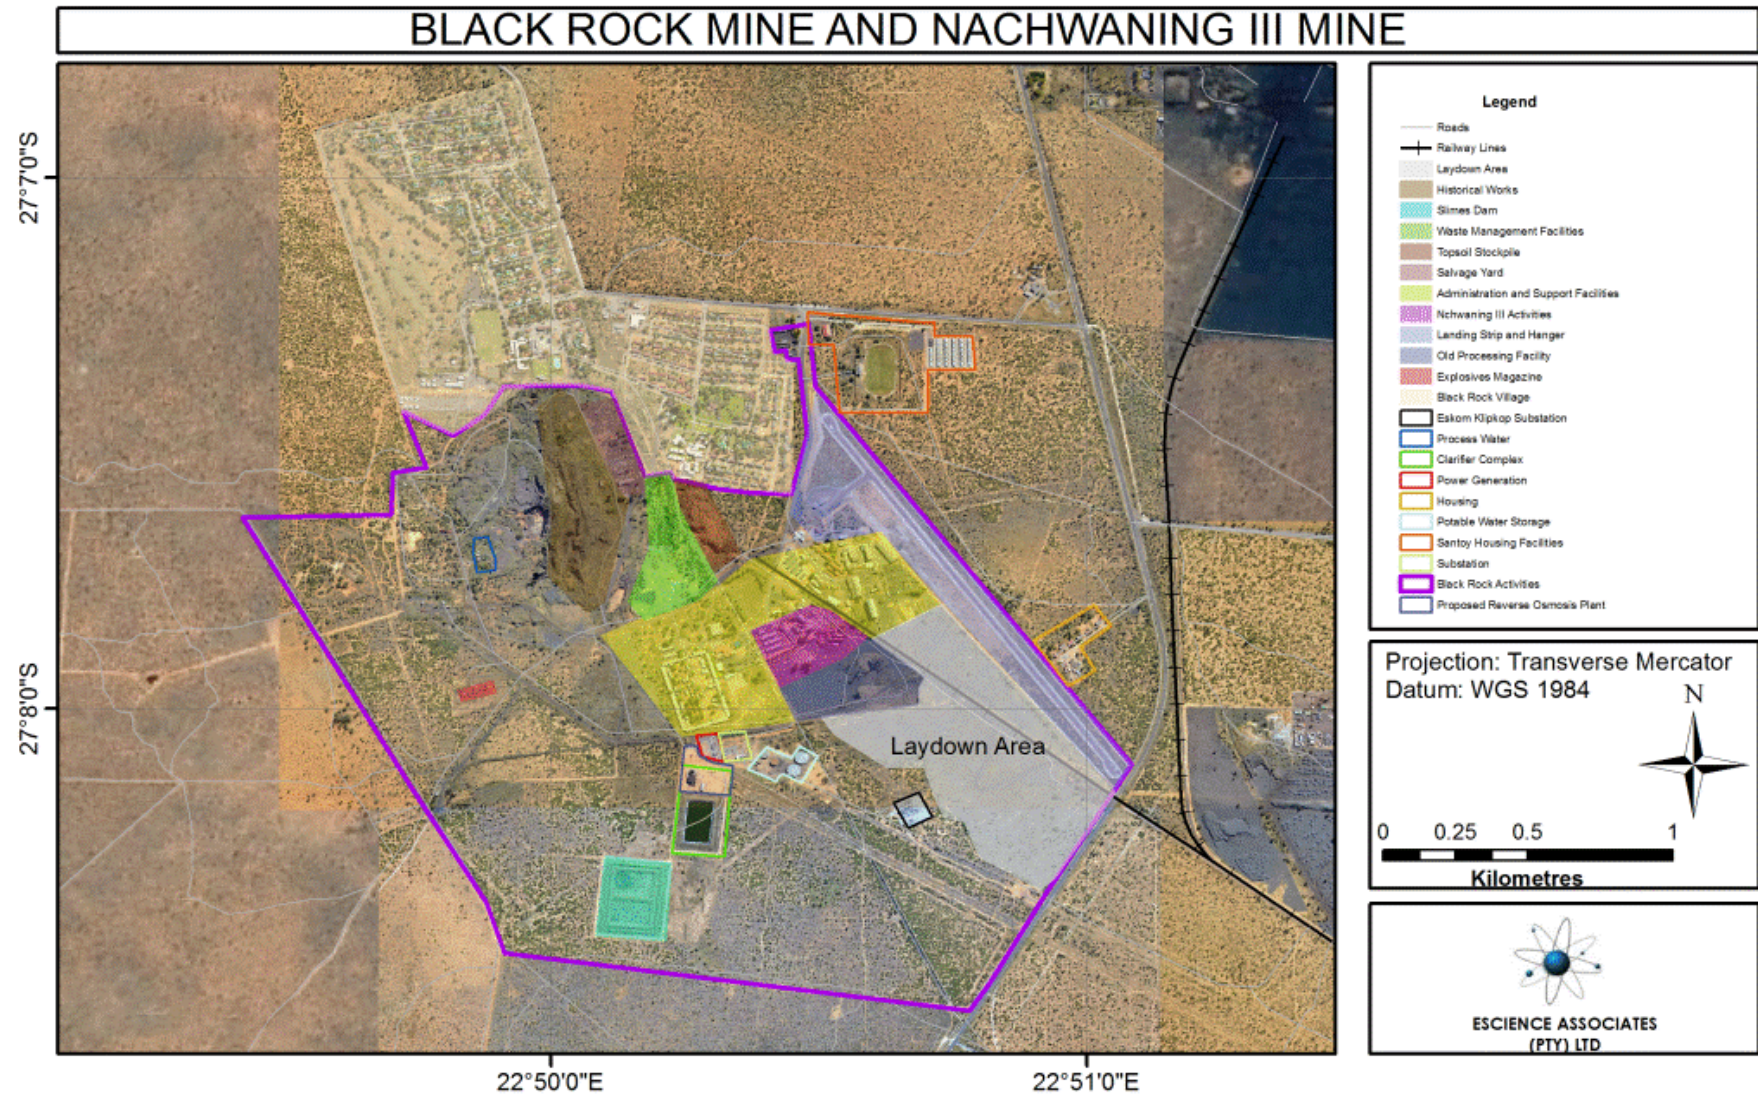 BLACK ROCK MINE AND NACHWANING III MINE
27°7'0"S
27°8'0"S
22°50'0"E
22°51'0"E
Laydown Area
Legend
Roads
Railway Lines
Laydown Area
Historical Works
Slimes Dam
Waste Management Facilities
Topsoil Stockpile
Salvage Yard
Administration and Support Facilities
Nchwaning III Activities
Landing Strip and Hanger
Old Processing Facility
Explosives Magazine
Black Rock Village
Eskom Klipkop Substation
Process Water
Clarifier Complex
Power Generation
Housing
Potable Water Storage
Santoy Housing Facilities
Substation
Black Rock Activities
Proposed Reverse Osmosis Plant
Projection: Transverse Mercator
Datum: WGS 1984
N
0 0.25 0.5 1
Kilometres
ESCIENCE ASSOCIATES
(PTY) LTD